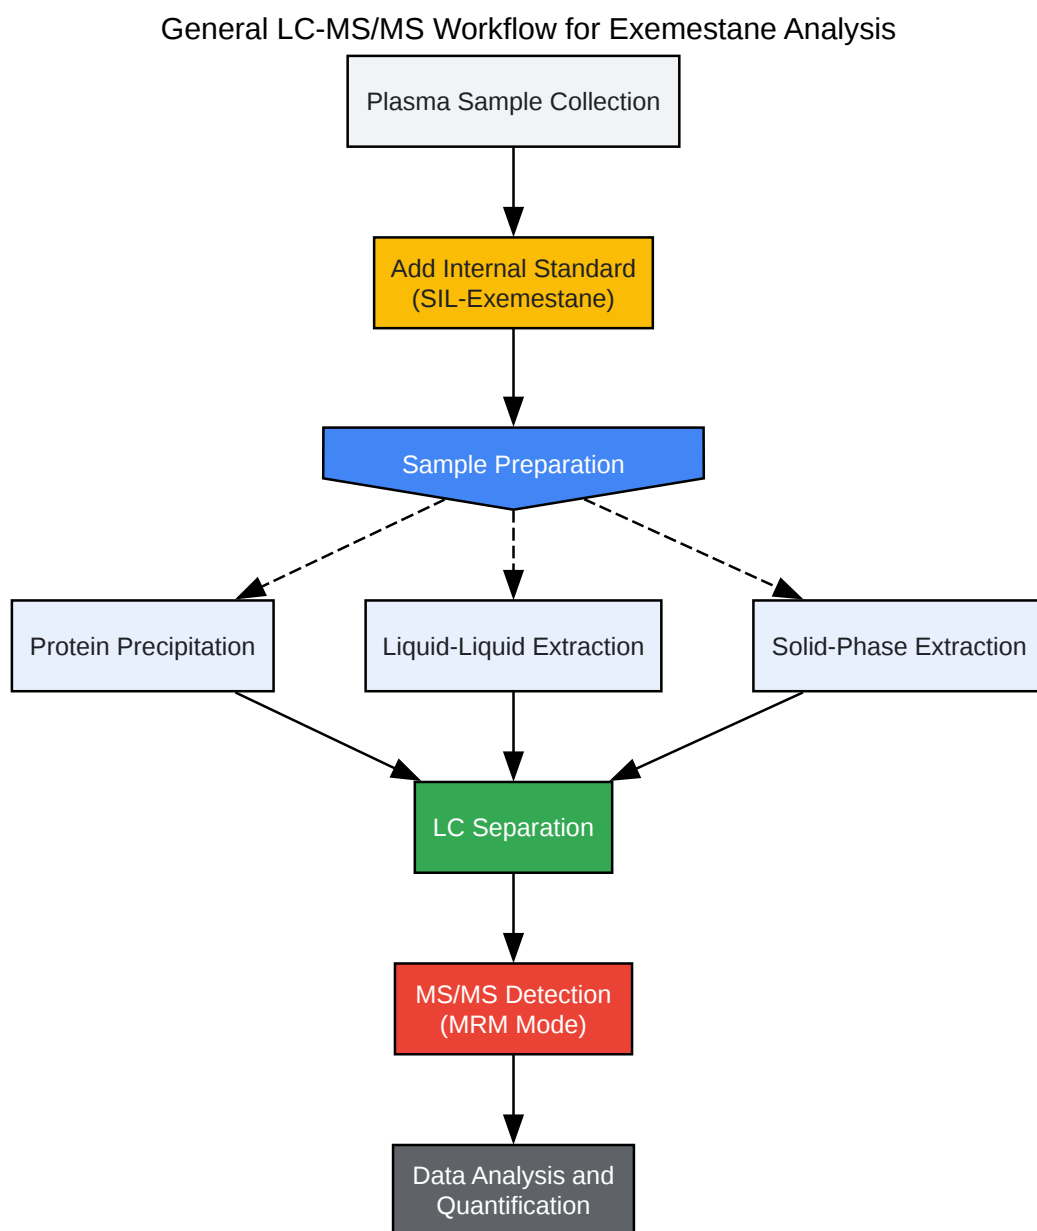 General LC-MS/MS Workflow for Exemestane Analysis
Plasma Sample Collection
Add Internal Standard
(SIL-Exemestane)
Sample Preparation
Protein Precipitation
Liquid-Liquid Extraction
Solid-Phase Extraction
LC Separation
MS/MS Detection
(MRM Mode)
Data Analysis and
Quantification